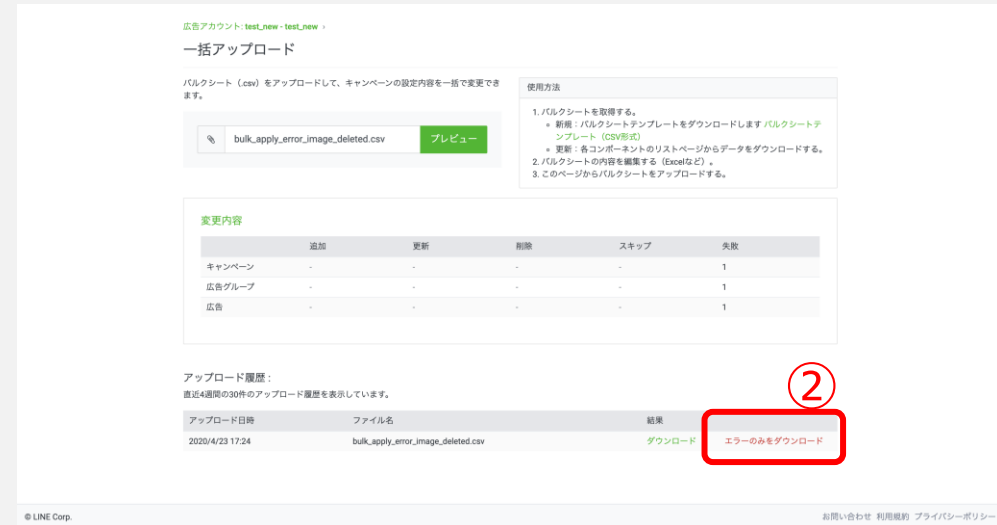 広告アカウント: test_new - test_new ›
一括アップロード
バルクシート（.csv）をアップロードして、キャンペーンの設定内容を一括で変更でき
ます。
bulk_apply_error_image_deleted.csv
プレビュー
使用方法
1. バルクシートを取得する。
新規：バルクシートテンプレートをダウンロードします バルクシートテ
ンプレート（CSV形式）
更新：各コンポーネントのリストページからデータをダウンロードする。
2. バルクシートの内容を編集する（Excelなど）。
3. このページからバルクシートをアップロードする。
変更内容
追加 更新 削除 スキップ 失敗
キャンペーン - - - - 1
広告グループ - - - - 1
広告 - - - - 1
アップロード履歴 :
直近4週間の30件のアップロード履歴を表示しています。
②
アップロード日時 ファイル名 結果
2020/4/23 17:24 bulk_apply_error_image_deleted.csv ダウンロード エラーのみをダウンロード
© LINE Corp. お問い合わせ 利用規約 プライバシーポリシー